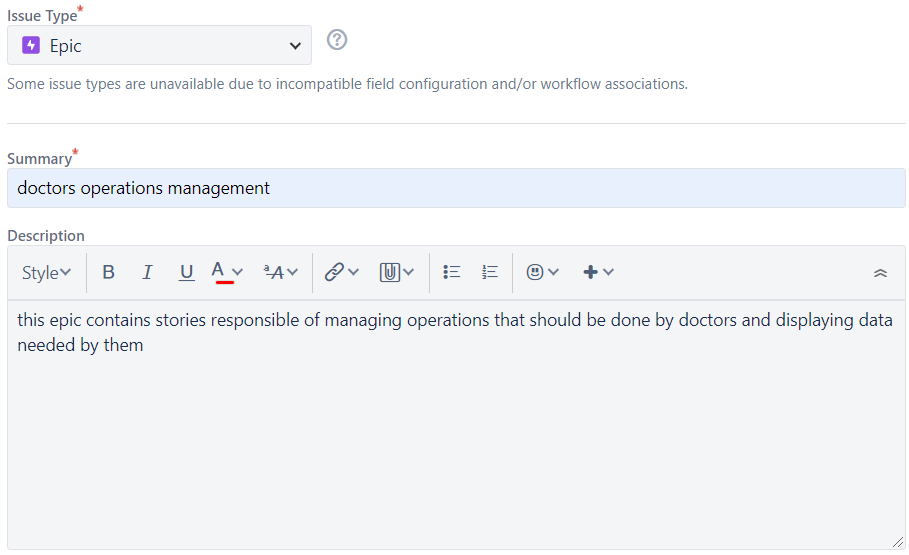 Issue Type*
Epic
Some issue types are unavailable due to incompatible field configuration and/or workflow associations.
Summary*
doctors operations management
Description
Style B I U A ªA
this epic contains stories responsible of managing operations that should be done by doctors and displaying data
needed by them